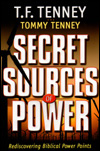 T.F. TENNEY
TOMMY TENNEY
SECRET
SOURCES
OF
POWER
Rediscovering Biblical Power Points